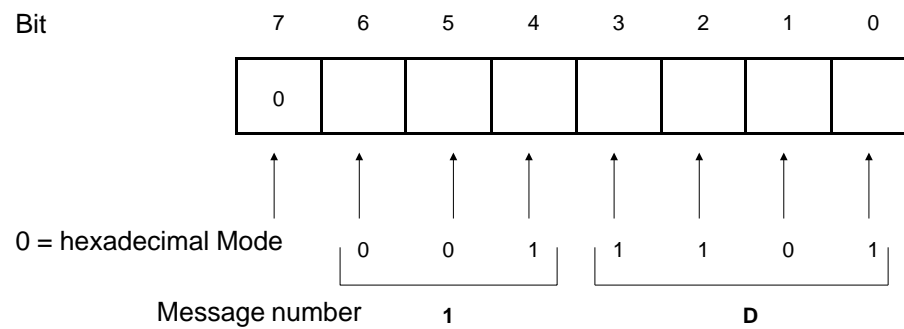 Bit 7 6 5 4 3 2 1 0
0
0 = hexadecimal Mode 0 0 1 1 1 0 1
Message number 1 D